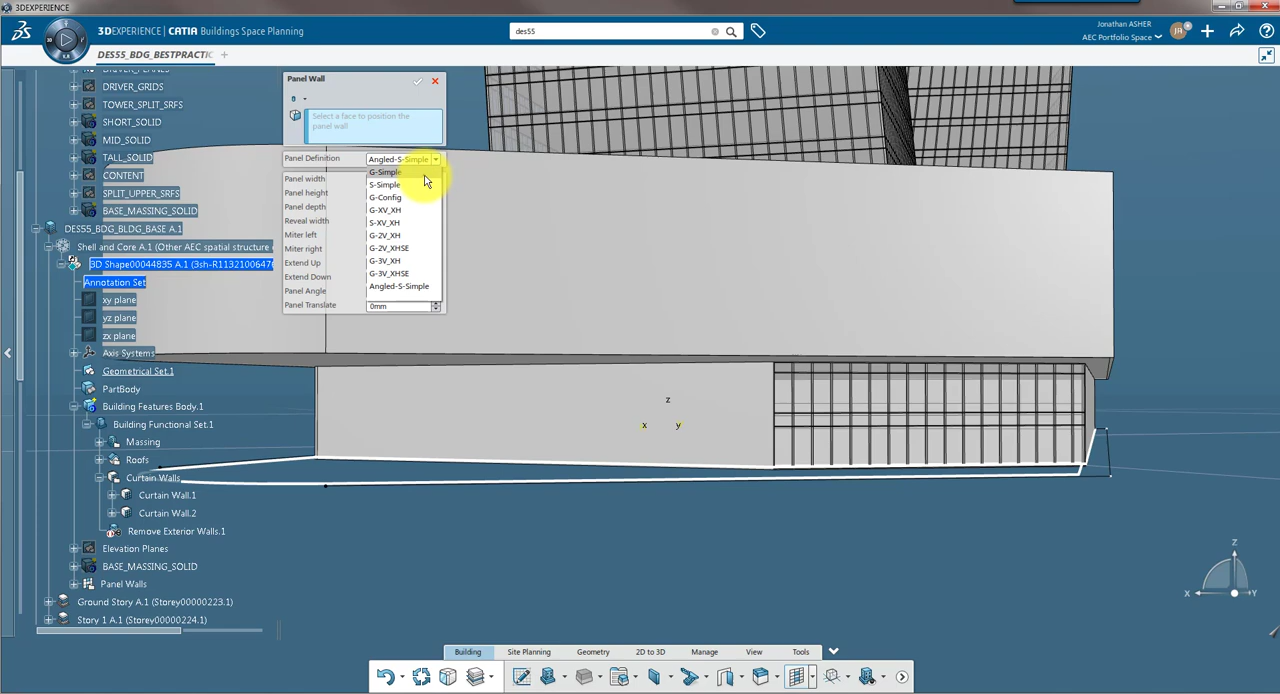 3DEXPERIENCE
3DEXPERIENCE | CATIA Buildings Space Planning
des55
Jonathan ASHER
AEC Portfolio Space
DES55_BDG_BESTPRACTIC
DRIVER_PLANES
DRIVER_GRIDS
TOWER_SPLIT_SRFS
SHORT_SOLID
MID_SOLID
TALL_SOLID
CONTENT
SPLIT_UPPER_SRFS
BASE_MASSING_SOLID
DES55_BDG_BLDG_BASE A.1
Shell and Core A.1 (Other AEC spatial structure
3D Shape00044835 A.1 (3sh-R1132100647
Annotation Set
xy plane
yz plane
zx plane
Axis Systems
Geometrical Set.1
PartBody
Building Features Body.1
Building Functional Set.1
Massing
Roofs
Curtain Walls
Curtain Wall.1
Curtain Wall.2
Remove Exterior Walls.1
Elevation Planes
BASE_MASSING_SOLID
Panel Walls
Ground Story A.1 (Storey00000223.1)
Story 1 A.1 (Storey00000224.1)
Panel Wall
Select a face to position the
panel wall
Panel Definition Angled-S-Simple
Panel width
Panel height
Panel depth
Reveal width
Miter left
Miter right
Extend Up
Extend Down
Panel Angle
Panel Translate 0mm
G-Simple
S-Simple
G-Config
G-XV_XH
S-XV_XH
G-2V_XH
G-2V_XHSE
G-3V_XH
G-3V_XHSE
Angled-S-Simple
z
x y
Z
X Y
Building Site Planning Geometry 2D to 3D Manage View Tools